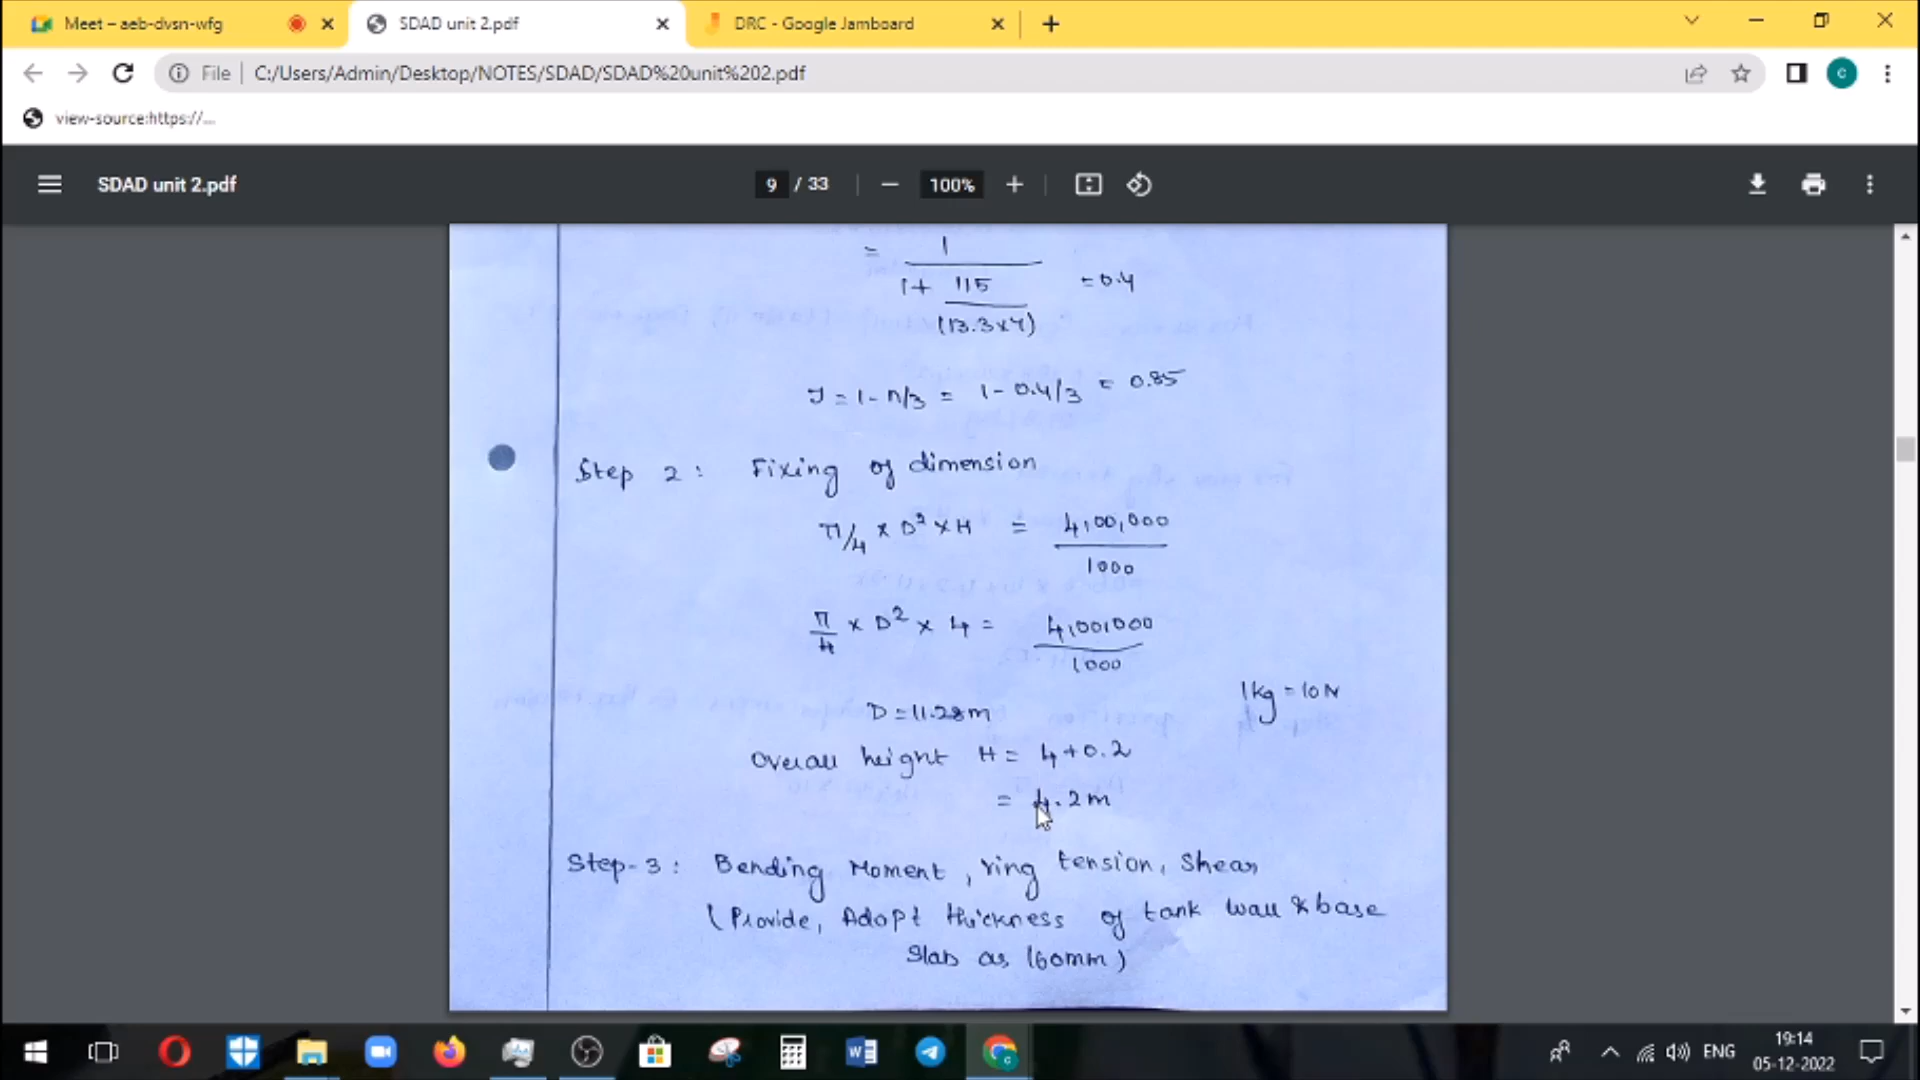 Meet – aeb-dvsn-wfg
SDAD unit 2.pdf
DRC - Google Jamboard
File
C:/Users/Admin/Desktop/NOTES/SDAD/SDAD%20unit%202.pdf
C
view-source:https://...
SDAD unit 2.pdf
9 / 33
100%
= 1
1+ 115
(13.3x4)
=0.4
J = 1- n/3 = 1- 0.4/3 = 0.85
Step 2: Fixing of dimension
π/4 x D² x H = 4,00,000
1000
π/4 x D² x 4 = 4,00,000
1000
1kg = 10N
D = 11.28m
Overall height H = 4+0.2
= 4.2m
Step-3: Bending Moment, ring tension, Shear
(Provide, Adopt thickness of tank wall & base
slab as 160mm)
ENG
19:14
05-12-2022